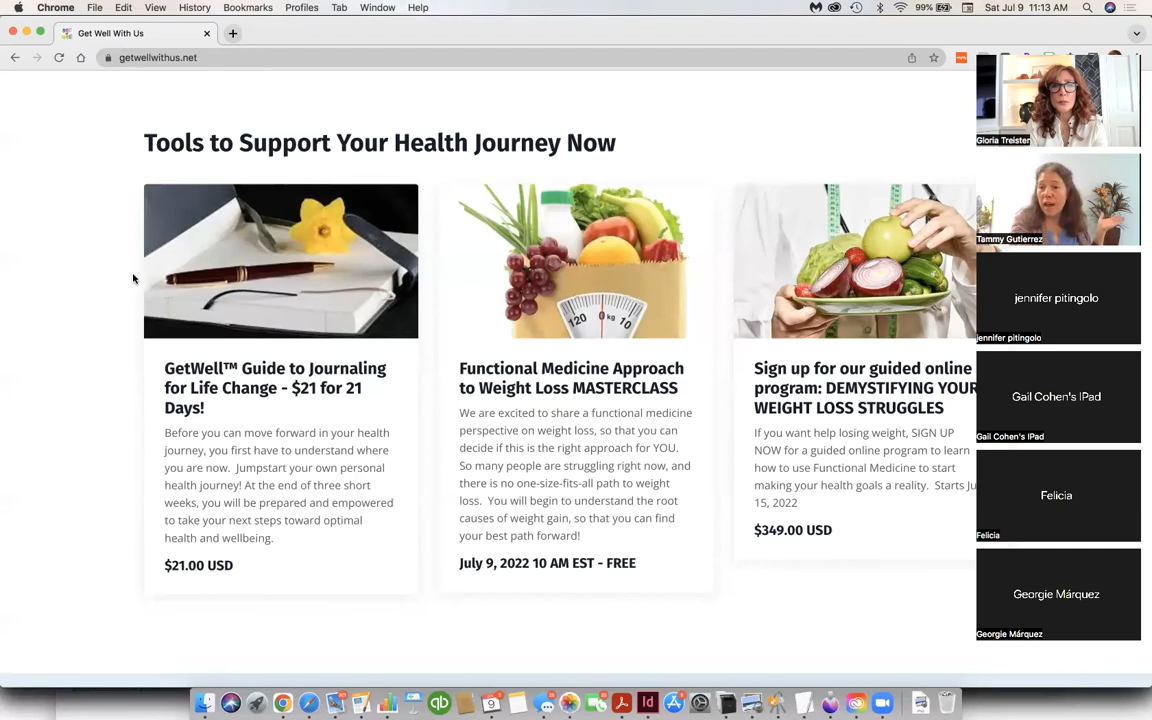 Chrome File Edit View History Bookmarks Profiles Tab Window Help
99% Sat Jul 9 11:13 AM
Get Well With Us
getwellwithus.net
Tools to Support Your Health Journey Now
GetWell™ Guide to Journaling
for Life Change - $21 for 21
Days!
Before you can move forward in your health
journey, you first have to understand where
you are now. Jumpstart your own personal
health journey! At the end of three short
weeks, you will be prepared and empowered
to take your next steps toward optimal
health and wellbeing.
$21.00 USD
120 0 kg 10
Functional Medicine Approach
to Weight Loss MASTERCLASS
We are excited to share a functional medicine
perspective on weight loss, so that you can
decide if this is the right approach for YOU.
So many people are struggling right now, and
there is no one-size-fits-all path to weight
loss. You will begin to understand the root
causes of weight gain, so that you can find
your best path forward!
July 9, 2022 10 AM EST - FREE
Sign up for our guided online
program: DEMYSTIFYING YOUR
WEIGHT LOSS STRUGGLES
If you want help losing weight, SIGN UP
NOW for a guided online program to learn
how to use Functional Medicine to start
making your health goals a reality. Starts Ju
15, 2022
$349.00 USD
Gloria Treister
Tammy Gutierrez
jennifer pitingolo
jennifer pitingolo
Gail Cohen's IPad
Gail Cohen's IPad
Felicia
Felicia
Georgie Márquez
Georgie Márquez